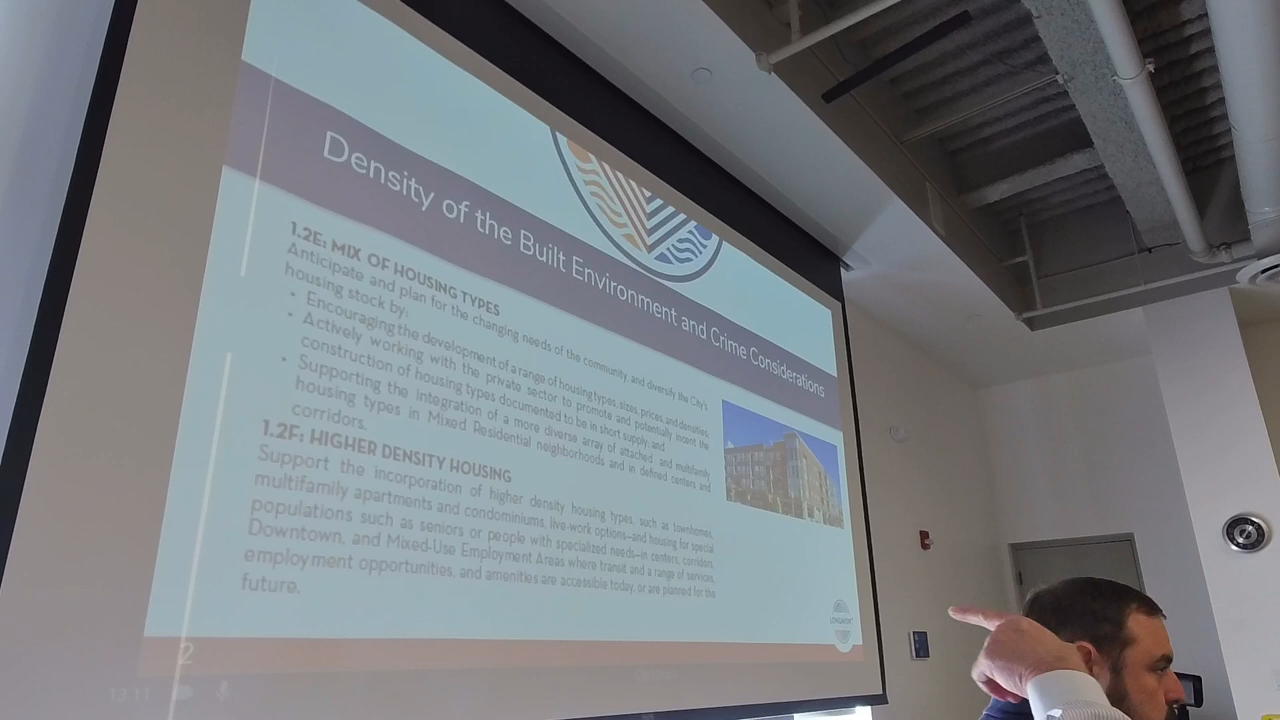 Density of the Built Environment and Crime Considerations
1.2E: MIX OF HOUSING TYPES
Anticipate and plan for the changing needs of the community, and diversify the City's
housing stock by:
• Encouraging the development of a range of housing types, sizes, prices, and densities;
• Actively working with the private sector to promote and potentially incent the
construction of housing types documented to be in short supply; and
• Supporting the integration of a more diverse array of attached and multifamily
housing types in Mixed Residential neighborhoods and in defined centers and
corridors.
1.2F: HIGHER DENSITY HOUSING
Support the incorporation of higher density housing types, such as townhomes,
multifamily apartments and condominiums, live-work options—and housing for special
populations such as seniors or people with specialized needs—in centers, corridors,
Downtown, and Mixed-Use Employment Areas where transit and a range of services,
employment opportunities, and amenities are accessible today, or are planned for the
future.
LONGMONT
2
13:11